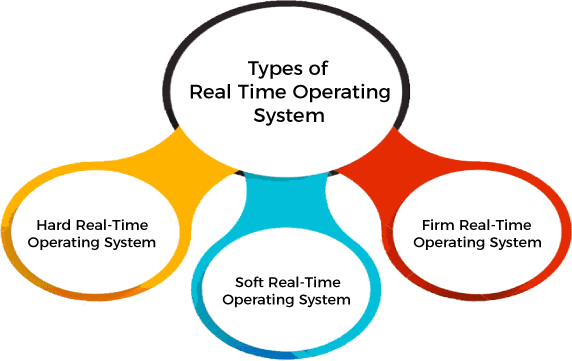 Types of
Real Time Operating
System
Hard Real-Time
Operating System
Soft Real-Time
Operating System
Firm Real-Time
Operating System